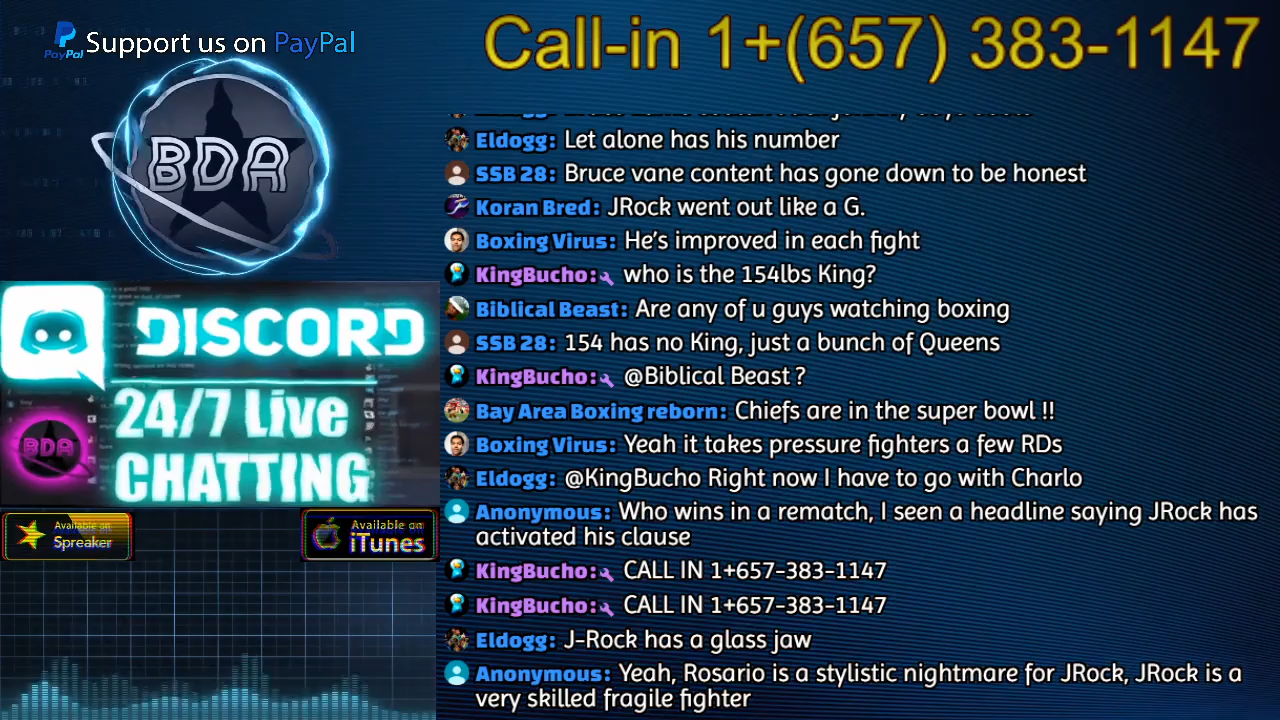 PayPal
Support us on PayPal
Call-in 1+(657) 383-1147
BDA
Eldogg: Let alone has his number
SSB 28: Bruce vane content has gone down to be honest
Koran Bred: JRock went out like a G.
Boxing Virus: He's improved in each fight
KingBucho: who is the 154lbs King?
Biblical Beast: Are any of u guys watching boxing
SSB 28: 154 has no King, just a bunch of Queens
KingBucho: @Biblical Beast ?
Bay Area Boxing reborn: Chiefs are in the super bowl !!
Boxing Virus: Yeah it takes pressure fighters a few RDs
Eldogg: @KingBucho Right now I have to go with Charlo
Anonymous: Who wins in a rematch, I seen a headline saying JRock has
activated his clause
KingBucho: CALL IN 1+657-383-1147
KingBucho: CALL IN 1+657-383-1147
Eldogg: J-Rock has a glass jaw
Anonymous: Yeah, Rosario is a stylistic nightmare for JRock, JRock is a
very skilled fragile fighter
DISCORD
24/7 Live
CHATTING
BDA
Available on
Spreaker
Available on
iTunes